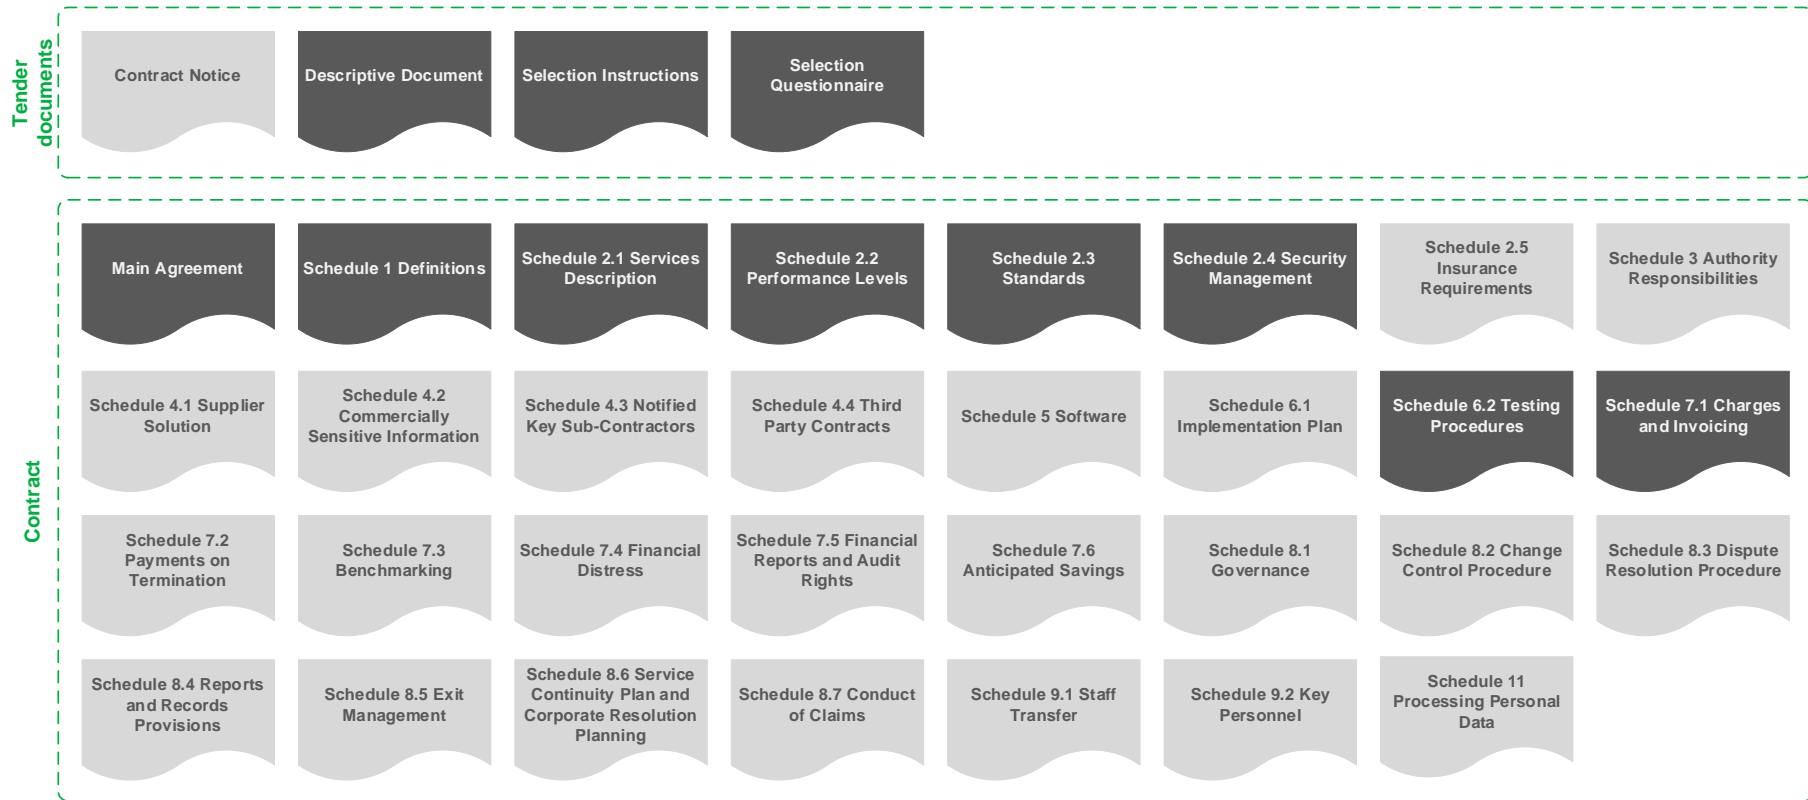 Tender
documents
Contract Notice
Descriptive Document
Selection Instructions
Selection
Questionnaire
Contract
Main Agreement
Schedule 1 Definitions
Schedule 2.1 Services
Description
Schedule 2.2
Performance Levels
Schedule 2.3
Standards
Schedule 2.4 Security
Management
Schedule 2.5
Insurance
Requirements
Schedule 3 Authority
Responsibilities
Schedule 4.1 Supplier
Solution
Schedule 4.2
Commercially
Sensitive Information
Schedule 4.3 Notified
Key Sub-Contractors
Schedule 4.4 Third
Party Contracts
Schedule 5 Software
Schedule 6.1
Implementation Plan
Schedule 6.2 Testing
Procedures
Schedule 7.1 Charges
and Invoicing
Schedule 7.2
Payments on
Termination
Schedule 7.3
Benchmarking
Schedule 7.4 Financial
Distress
Schedule 7.5 Financial
Reports and Audit
Rights
Schedule 7.6
Anticipated Savings
Schedule 8.1
Governance
Schedule 8.2 Change
Control Procedure
Schedule 8.3 Dispute
Resolution Procedure
Schedule 8.4 Reports
and Records
Provisions
Schedule 8.5 Exit
Management
Schedule 8.6 Service
Continuity Plan and
Corporate Resolution
Planning
Schedule 8.7 Conduct
of Claims
Schedule 9.1 Staff
Transfer
Schedule 9.2 Key
Personnel
Schedule 11
Processing Personal
Data